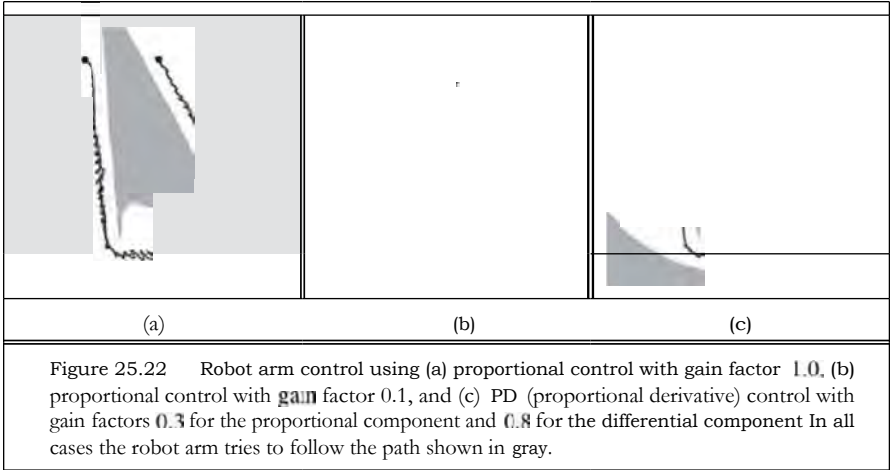 (a) (b) (c)
Figure 25.22 Robot arm control using (a) proportional control with gain factor 1.0, (b)
proportional control with gain factor 0.1, and (c) PD (proportional derivative) control with
gain factors 0.3 for the proportional component and 0.8 for the differential component In all
cases the robot arm tries to follow the path shown in gray.